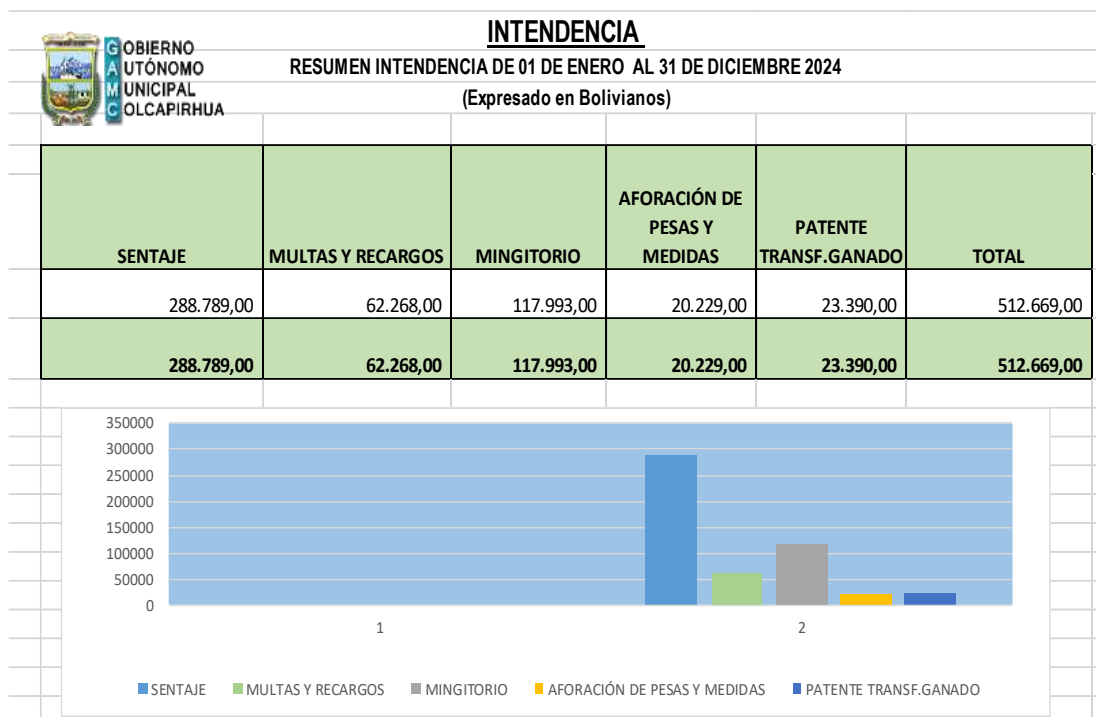 INTENDENCIA
GOBIERNO
AUTÓNOMO
MUNICIPAL
COLCAPIRHUA
RESUMEN INTENDENCIA DE 01 DE ENERO AL 31 DE DICIEMBRE 2024
(Expresado en Bolivianos)
SENTAJE MULTAS Y RECARGOS MINGITORIO AFORACIÓN DE PESAS Y MEDIDAS PATENTE TRANSF.GANADO TOTAL
288.789,00 62.268,00 117.993,00 20.229,00 23.390,00 512.669,00
288.789,00 62.268,00 117.993,00 20.229,00 23.390,00 512.669,00
350000
300000
250000
200000
150000
100000
50000
0
1 2
SENTAJE MULTAS Y RECARGOS MINGITORIO AFORACIÓN DE PESAS Y MEDIDAS PATENTE TRANSF.GANADO